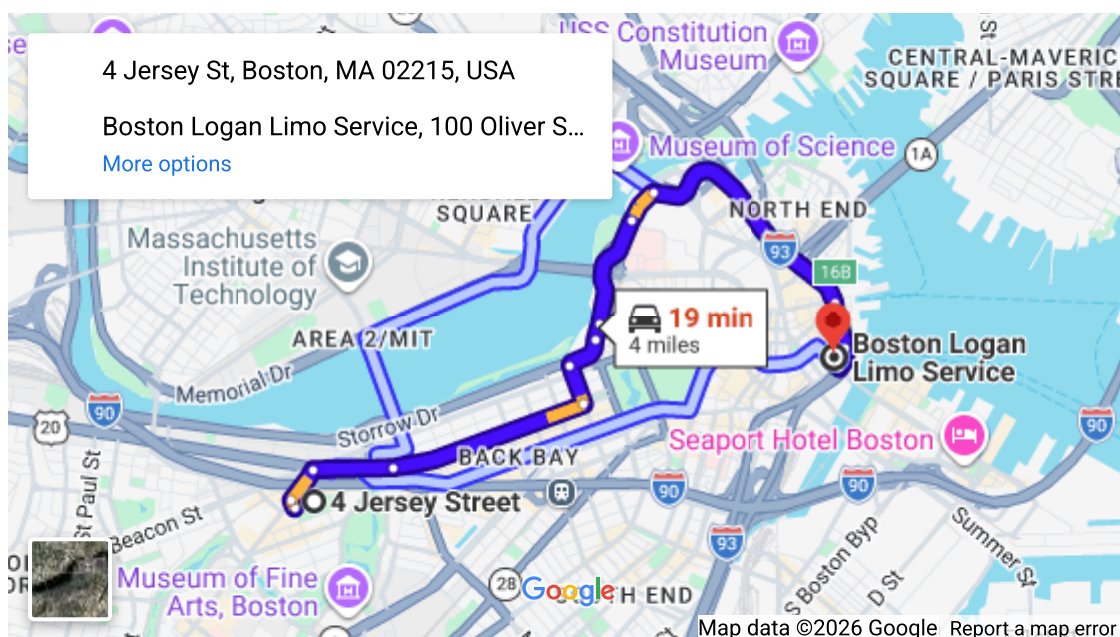 4 Jersey St, Boston, MA 02215, USA
Boston Logan Limo Service, 100 Oliver S...
More options
USS Constitution
Museum
CENTRAL-MAVERIC
SQUARE / PARIS STRE
Museum of Science
1A
SQUARE
NORTH END
Massachusetts
Institute of
Technology
93
16B
19 min
4 miles
AREA 2/MIT
Boston Logan
Limo Service
Memorial Dr
90
20
Storrow Dr
90
Seaport Hotel Boston
BACK BAY
St Paul St
90
90
4 Jersey Street
Beacon St
93
Summer St
S Boston Byp
D St
Museum of Fine
Arts, Boston
28
Google
TH END
Map data ©2026 Google
Report a map error